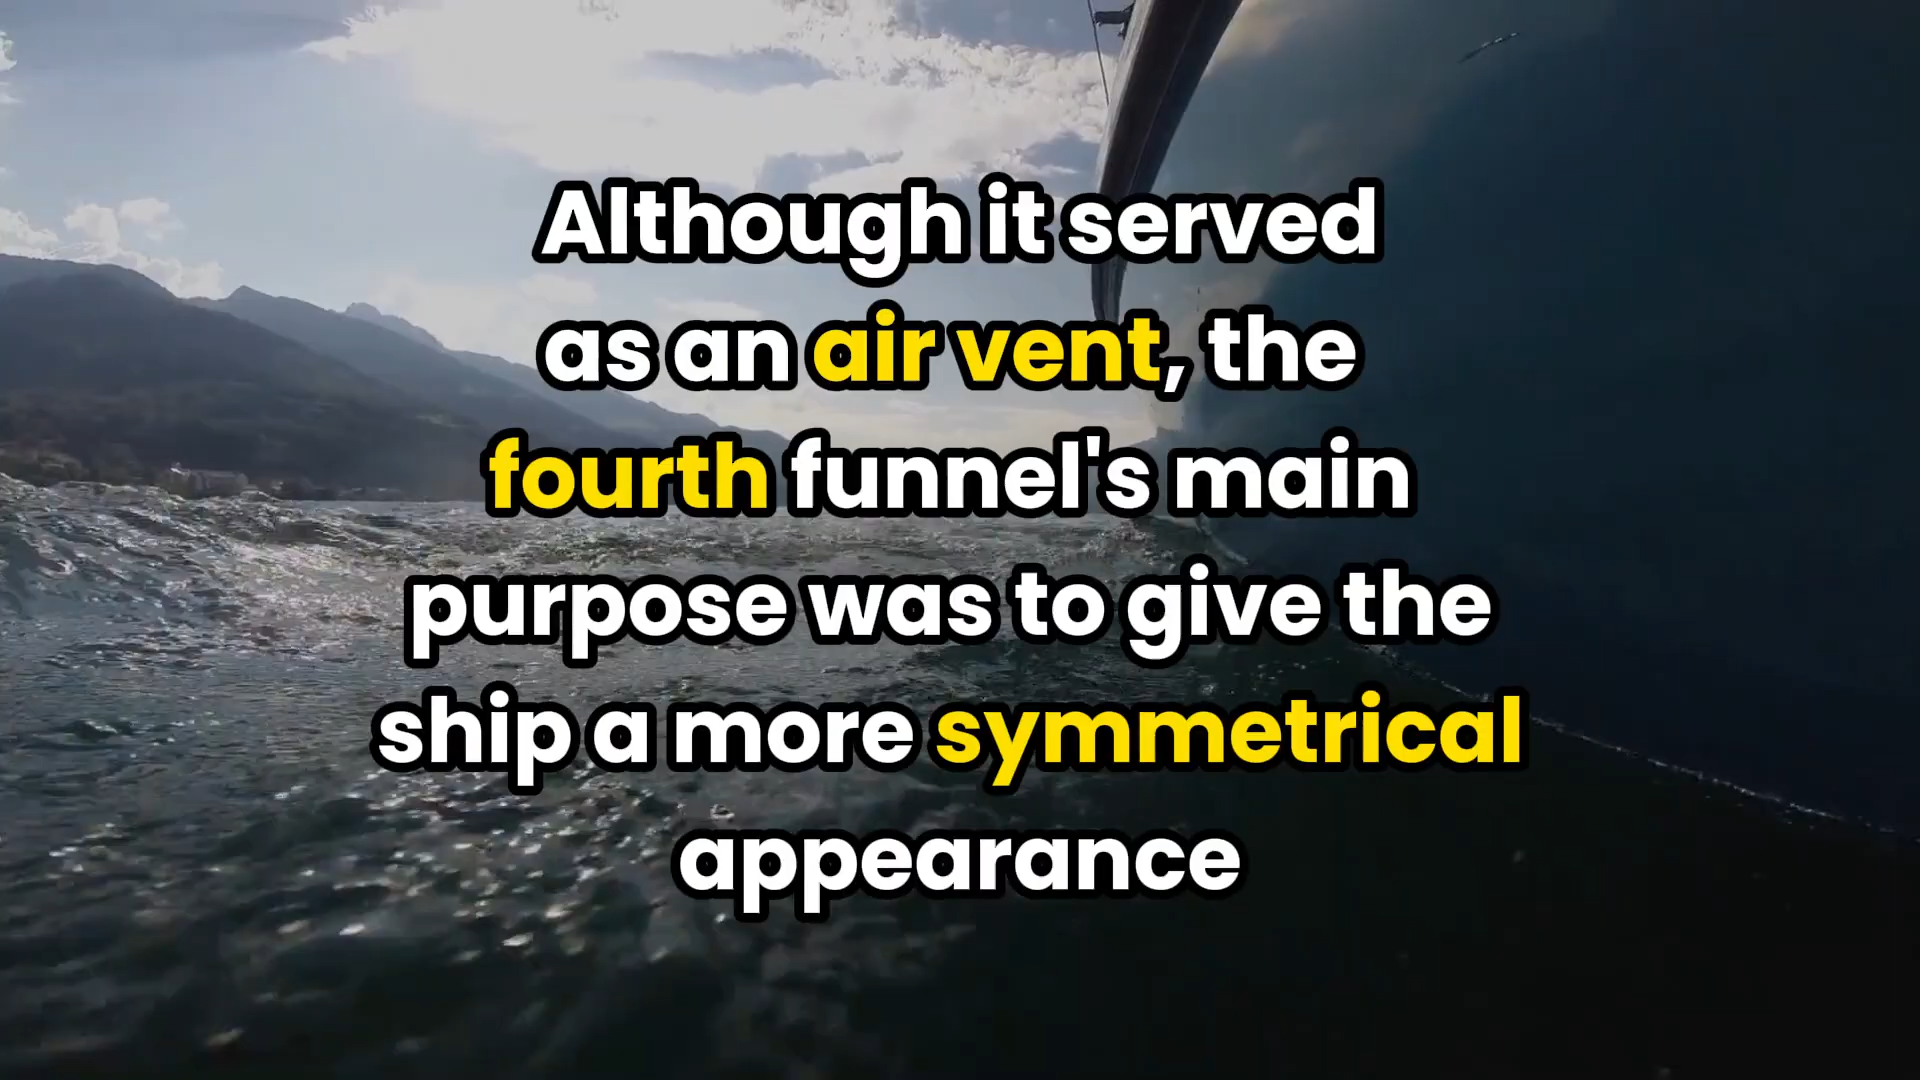 Although it served
as an air vent, the
fourth funnel's main
purpose was to give the
ship a more symmetrical
appearance